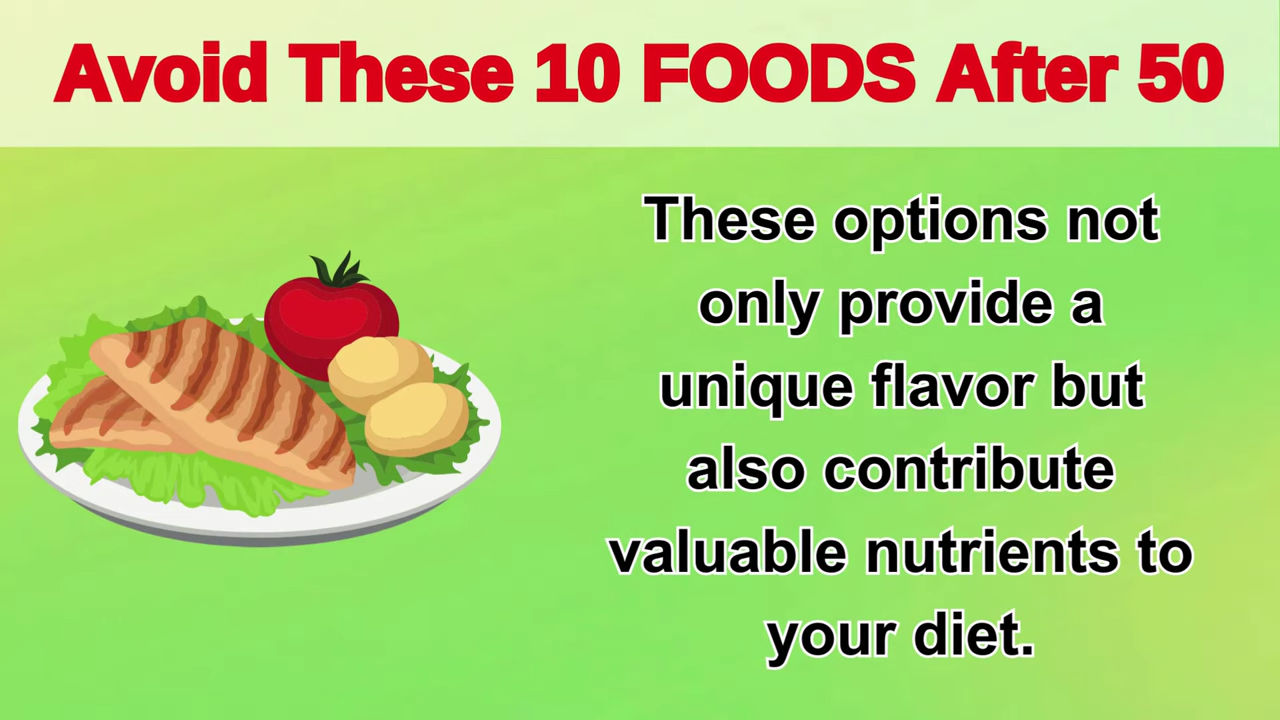 Avoid These 10 FOODS After 50
These options not
only provide a
unique flavor but
also contribute
valuable nutrients to
your diet.